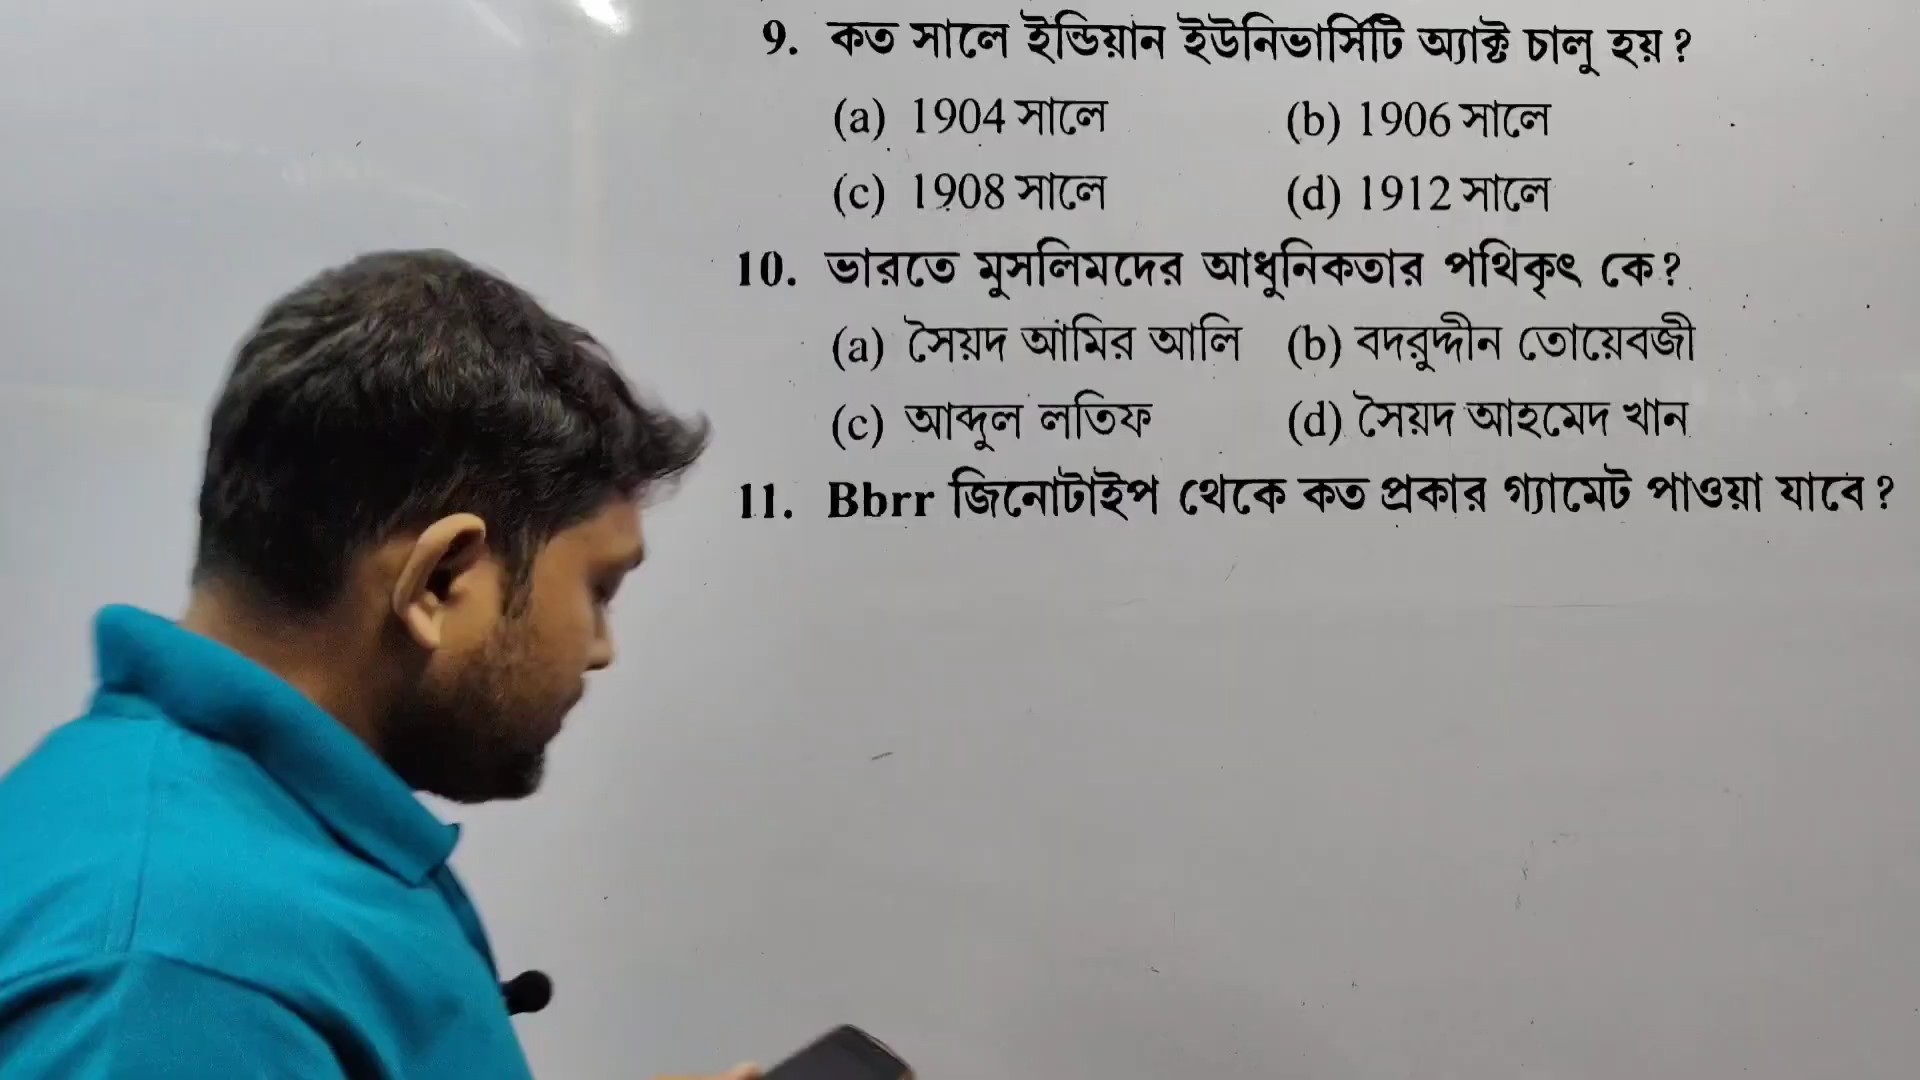 9. কত সালে ইন্ডিয়ান ইউনিভার্সিটি অ্যাক্ট চালু হয় ?
(a) 1904 সালে (b) 1906 সালে
(c) 1908 সালে (d) 1912 সালে
10. ভারতে মুসলিমদের আধুনিকতার পথিকৃৎ কে ?
(a) সৈয়দ আমির আলি (b) বদরুদ্দীন তোয়েবজী
(c) আব্দুল লতিফ (d) সৈয়দ আহমেদ খান
11. Bbrr জিনোটাইপ থেকে কত প্রকার গ্যামেট পাওয়া যাবে ?